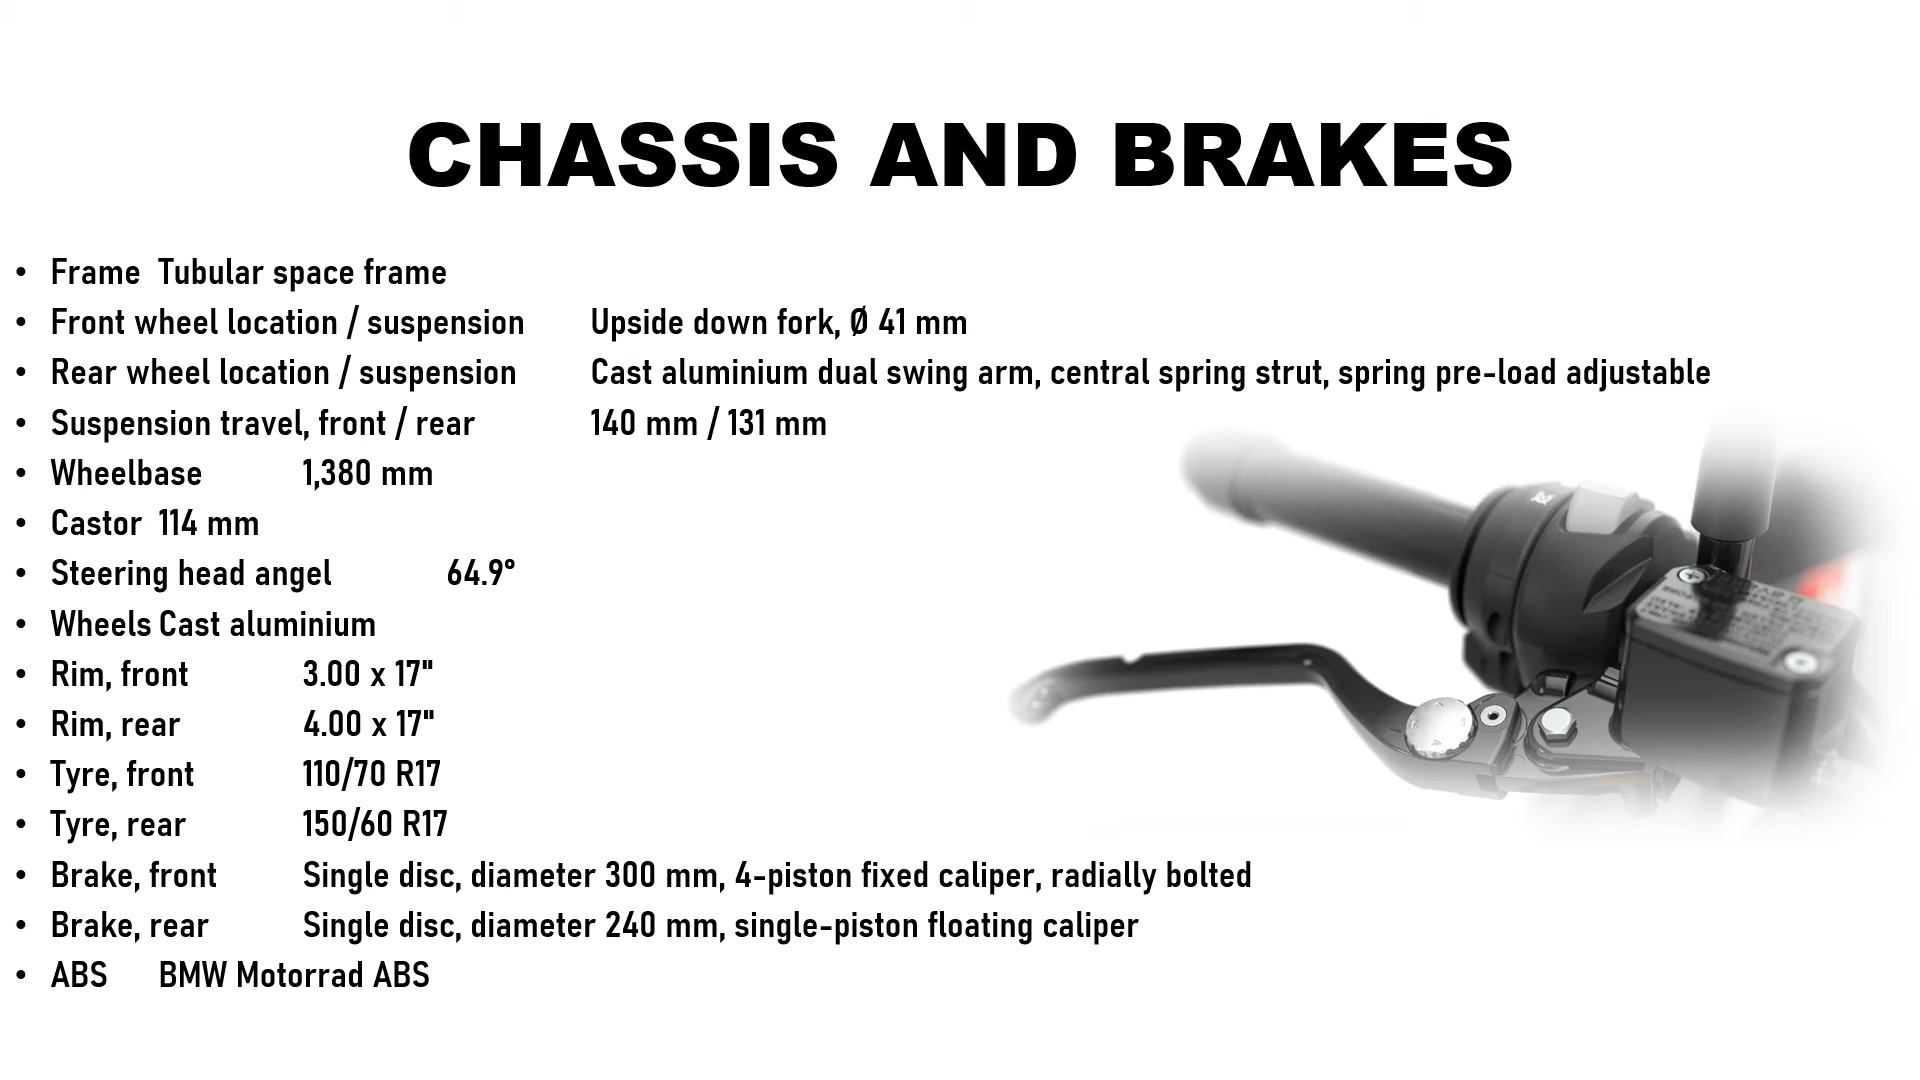 CHASSIS AND BRAKES
• Frame Tubular space frame
• Front wheel location / suspension Upside down fork, Ø 41 mm
• Rear wheel location / suspension Cast aluminium dual swing arm, central spring strut, spring pre-load adjustable
• Suspension travel, front / rear 140 mm / 131 mm
• Wheelbase 1,380 mm
• Castor 114 mm
• Steering head angel 64.9°
• Wheels Cast aluminium
• Rim, front 3.00 x 17"
• Rim, rear 4.00 x 17"
• Tyre, front 110/70 R17
• Tyre, rear 150/60 R17
• Brake, front Single disc, diameter 300 mm, 4-piston fixed caliper, radially bolted
• Brake, rear Single disc, diameter 240 mm, single-piston floating caliper
• ABS BMW Motorrad ABS